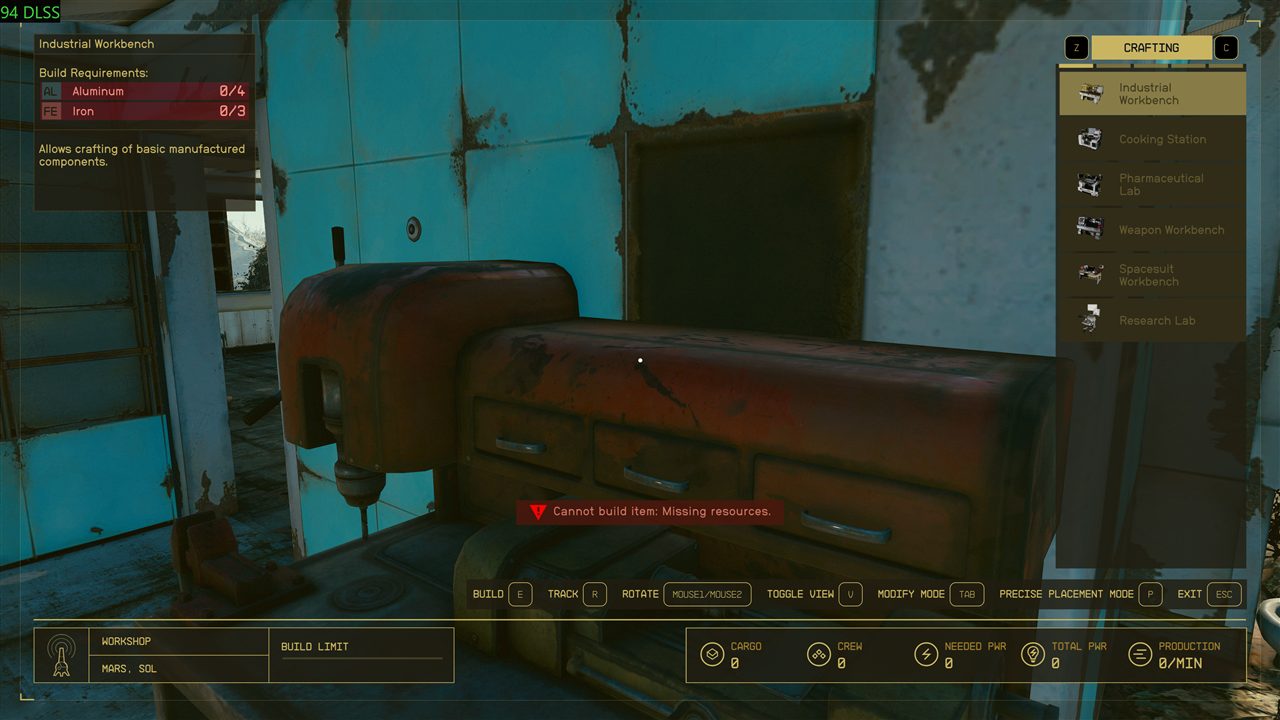 94 DLSS
Industrial Workbench
Build Requirements:
AL Aluminum 0/4
FE Iron 0/3
Allows crafting of basic manufactured
components.
Z CRAFTING C
Industrial
Workbench
Cooking Station
Pharmaceutical
Lab
Weapon Workbench
Spacesuit
Workbench
Research Lab
Cannot build item: Missing resources.
BUILD E TRACK R ROTATE MOUSE1/MOUSE2 TOGGLE VIEW V MODIFY MODE TAB PRECISE PLACEMENT MODE P EXIT ESC
WORKSHOP
MARS, SOL
BUILD LIMIT
CARGO
0
CREW
0
NEEDED PWR
0
TOTAL PWR
0
PRODUCTION
0/MIN